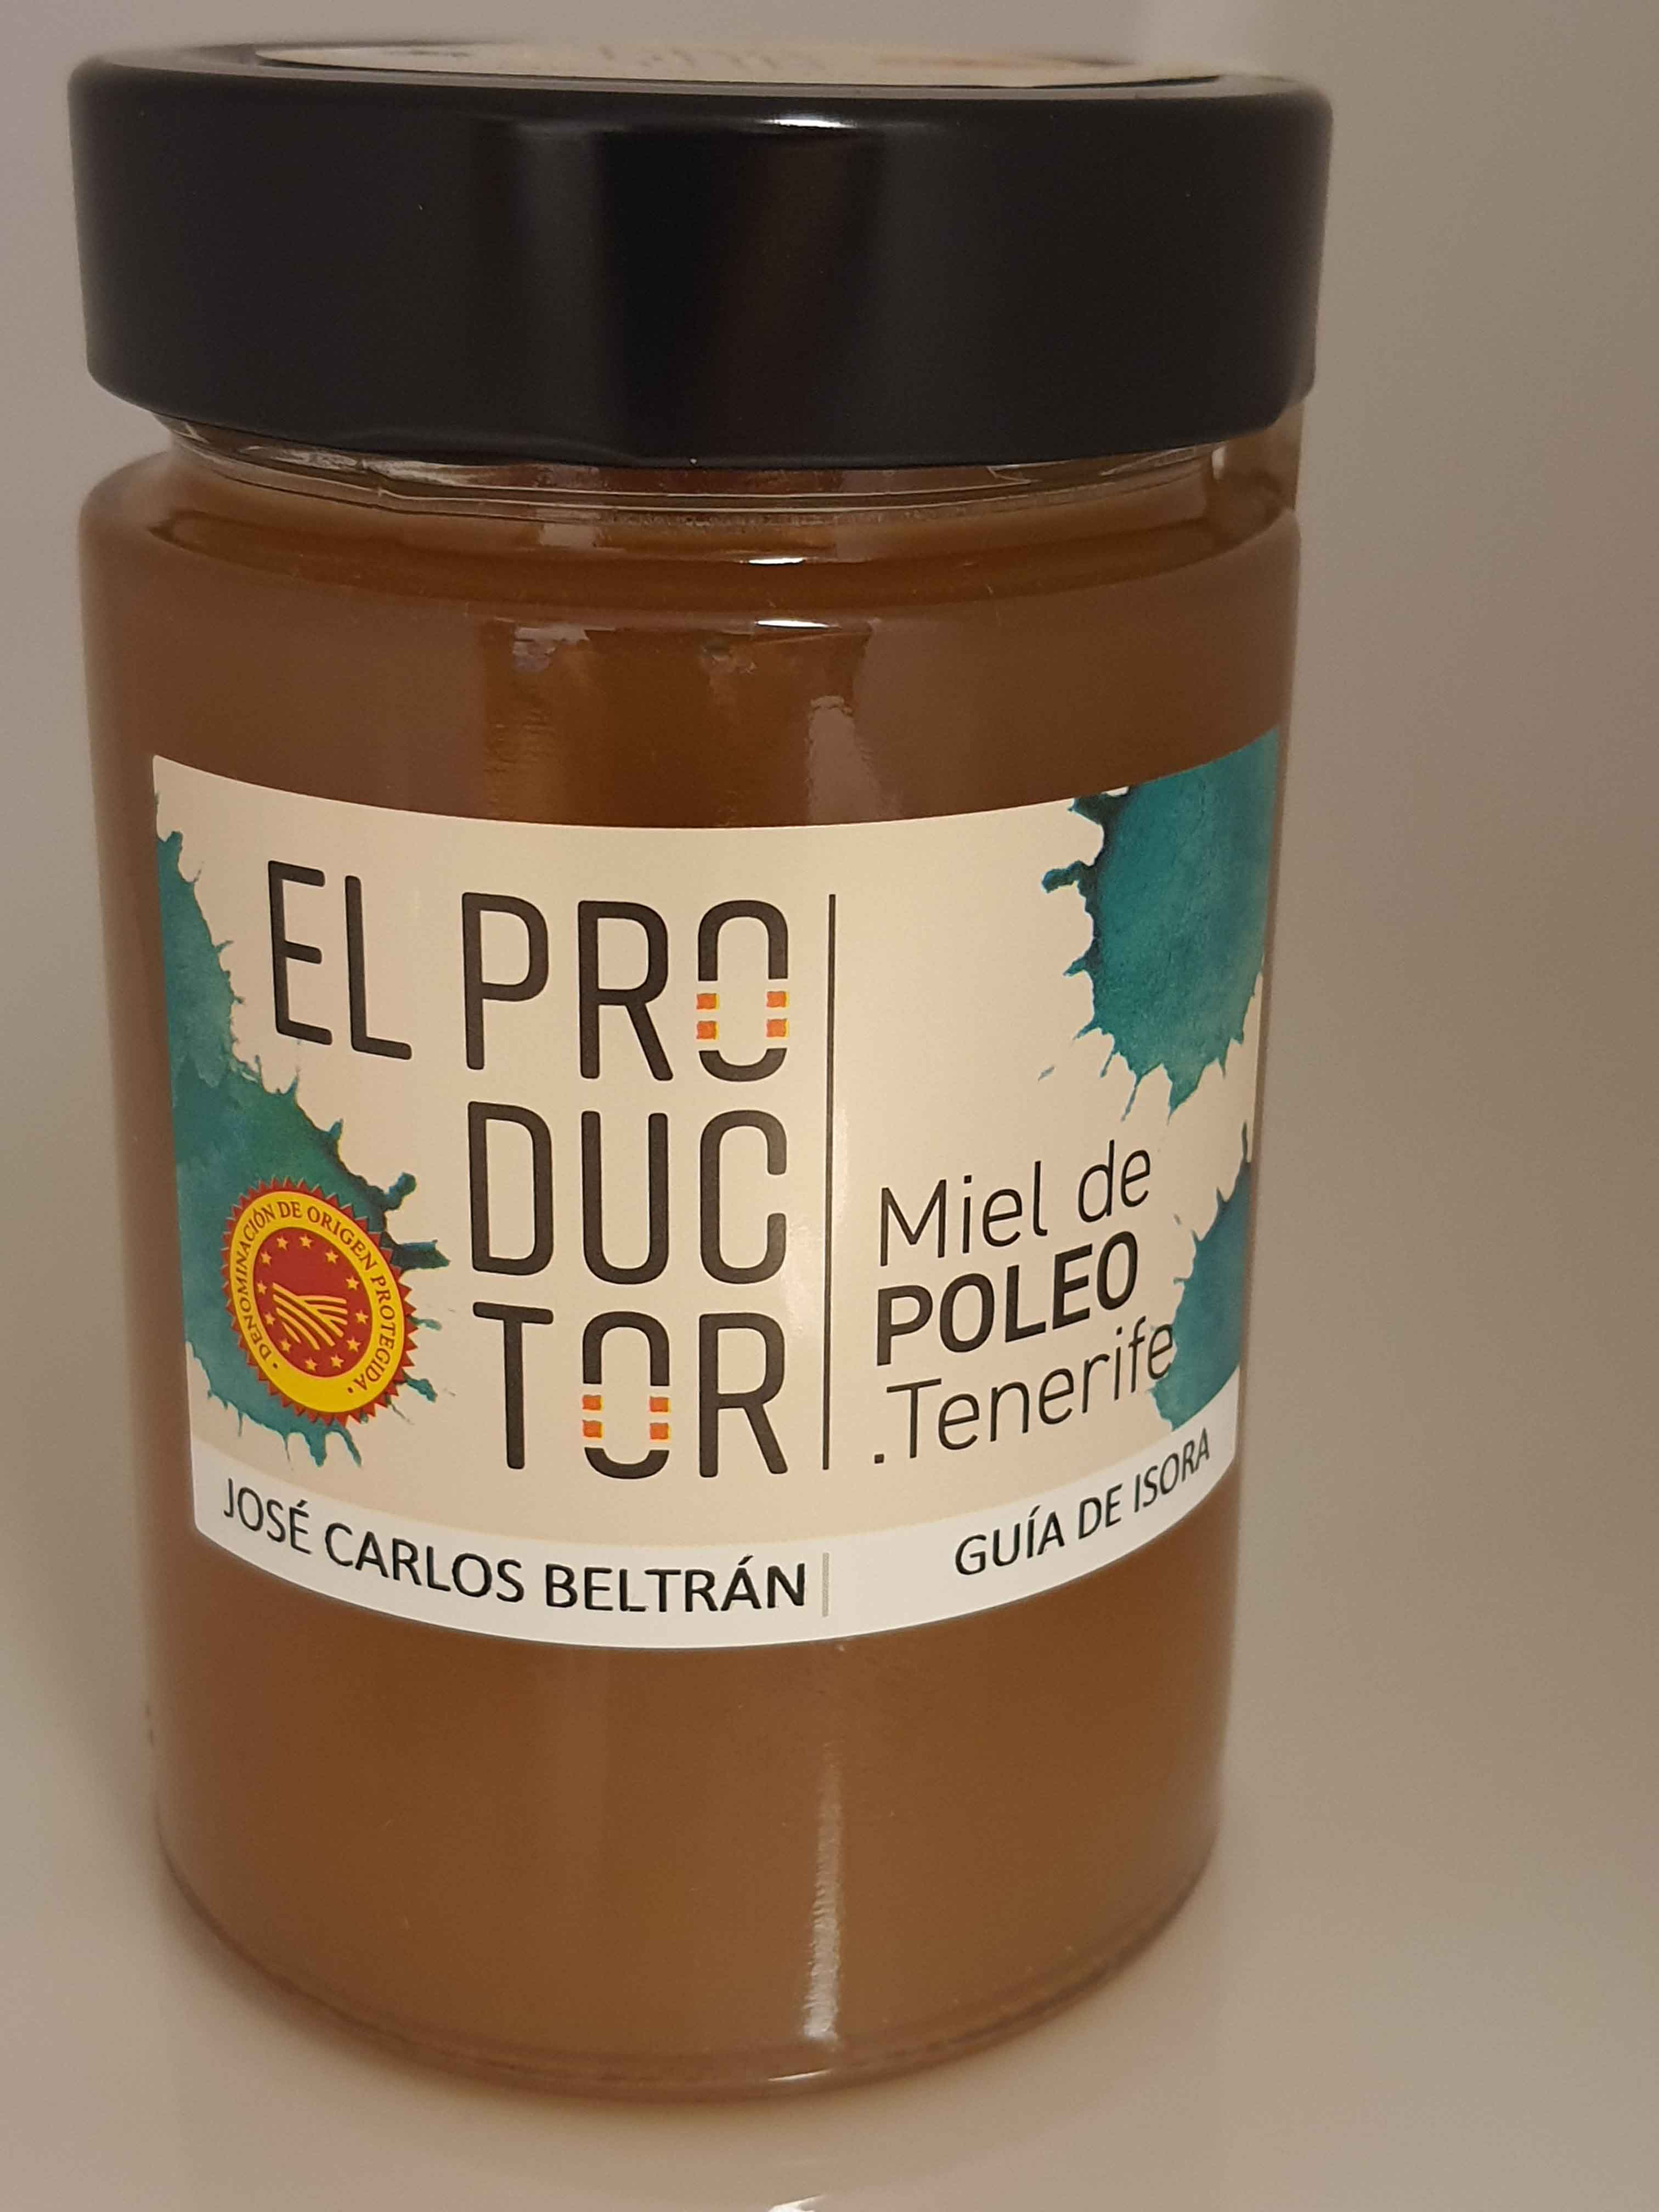 EL PRO
DUC
TOR
Miel de
POLEO
.Tenerife
DENOMINACIÓN DE ORIGEN PROTEGIDA
JOSÉ CARLOS BELTRÁN
GUÍA DE ISORA